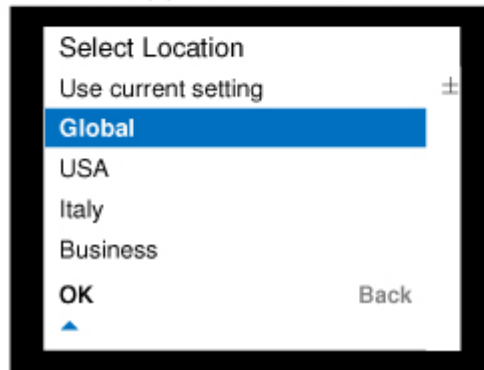 Select Location
Use current setting
Global
USA
Italy
Business
OK Back